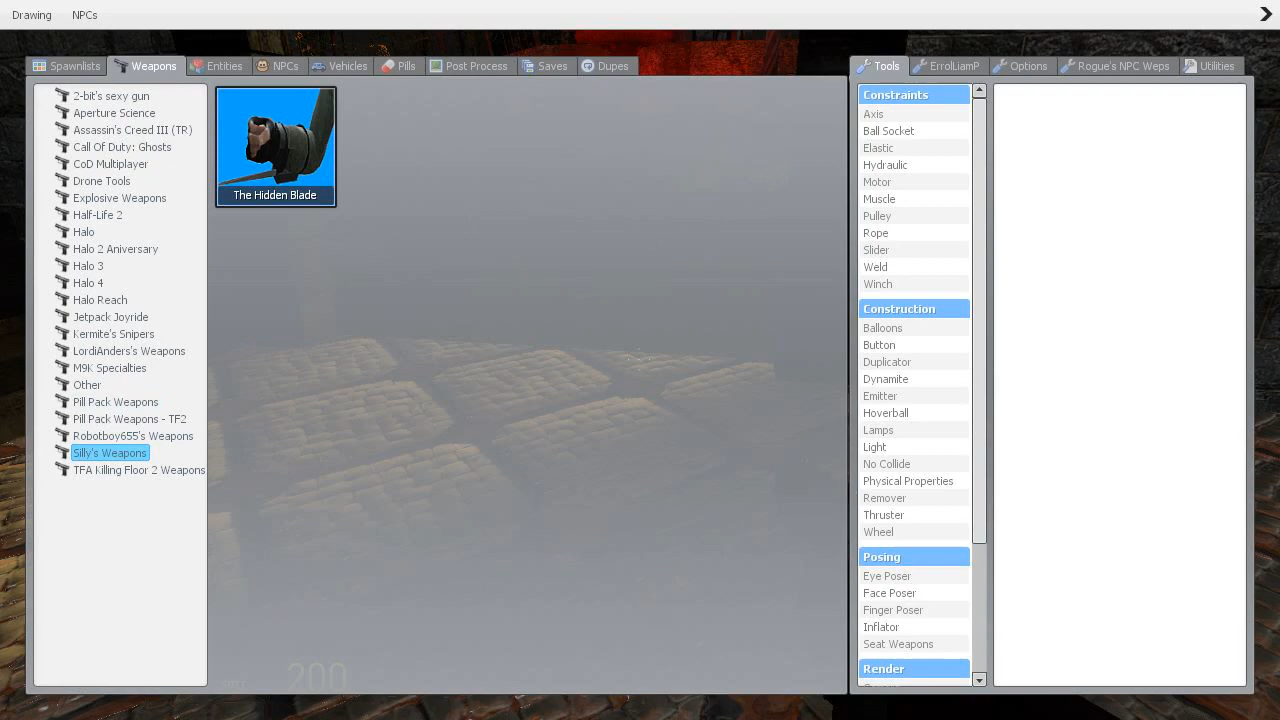 Drawing NPCs
Spawnlists Weapons Entities NPCs Vehicles Pills Post Process Saves Dupes
Tools ErrolLiamP Options Rogue's NPC Weps Utilities
2-bit's sexy gun
Aperture Science
Assassin's Creed III (TR)
Call Of Duty: Ghosts
CoD Multiplayer
Drone Tools
Explosive Weapons
Half-Life 2
Halo
Halo 2 Aniversary
Halo 3
Halo 4
Halo Reach
Jetpack Joyride
Kermite's Snipers
LordiAnders's Weapons
M9K Specialties
Other
Pill Pack Weapons
Pill Pack Weapons - TF2
Robotboy655's Weapons
Silly's Weapons
TFA Killing Floor 2 Weapons
The Hidden Blade
200
Constraints
Axis
Ball Socket
Elastic
Hydraulic
Motor
Muscle
Pulley
Rope
Slider
Weld
Winch
Construction
Balloons
Button
Duplicator
Dynamite
Emitter
Hoverball
Lamps
Light
No Collide
Physical Properties
Remover
Thruster
Wheel
Posing
Eye Poser
Face Poser
Finger Poser
Inflator
Seat Weapons
Render